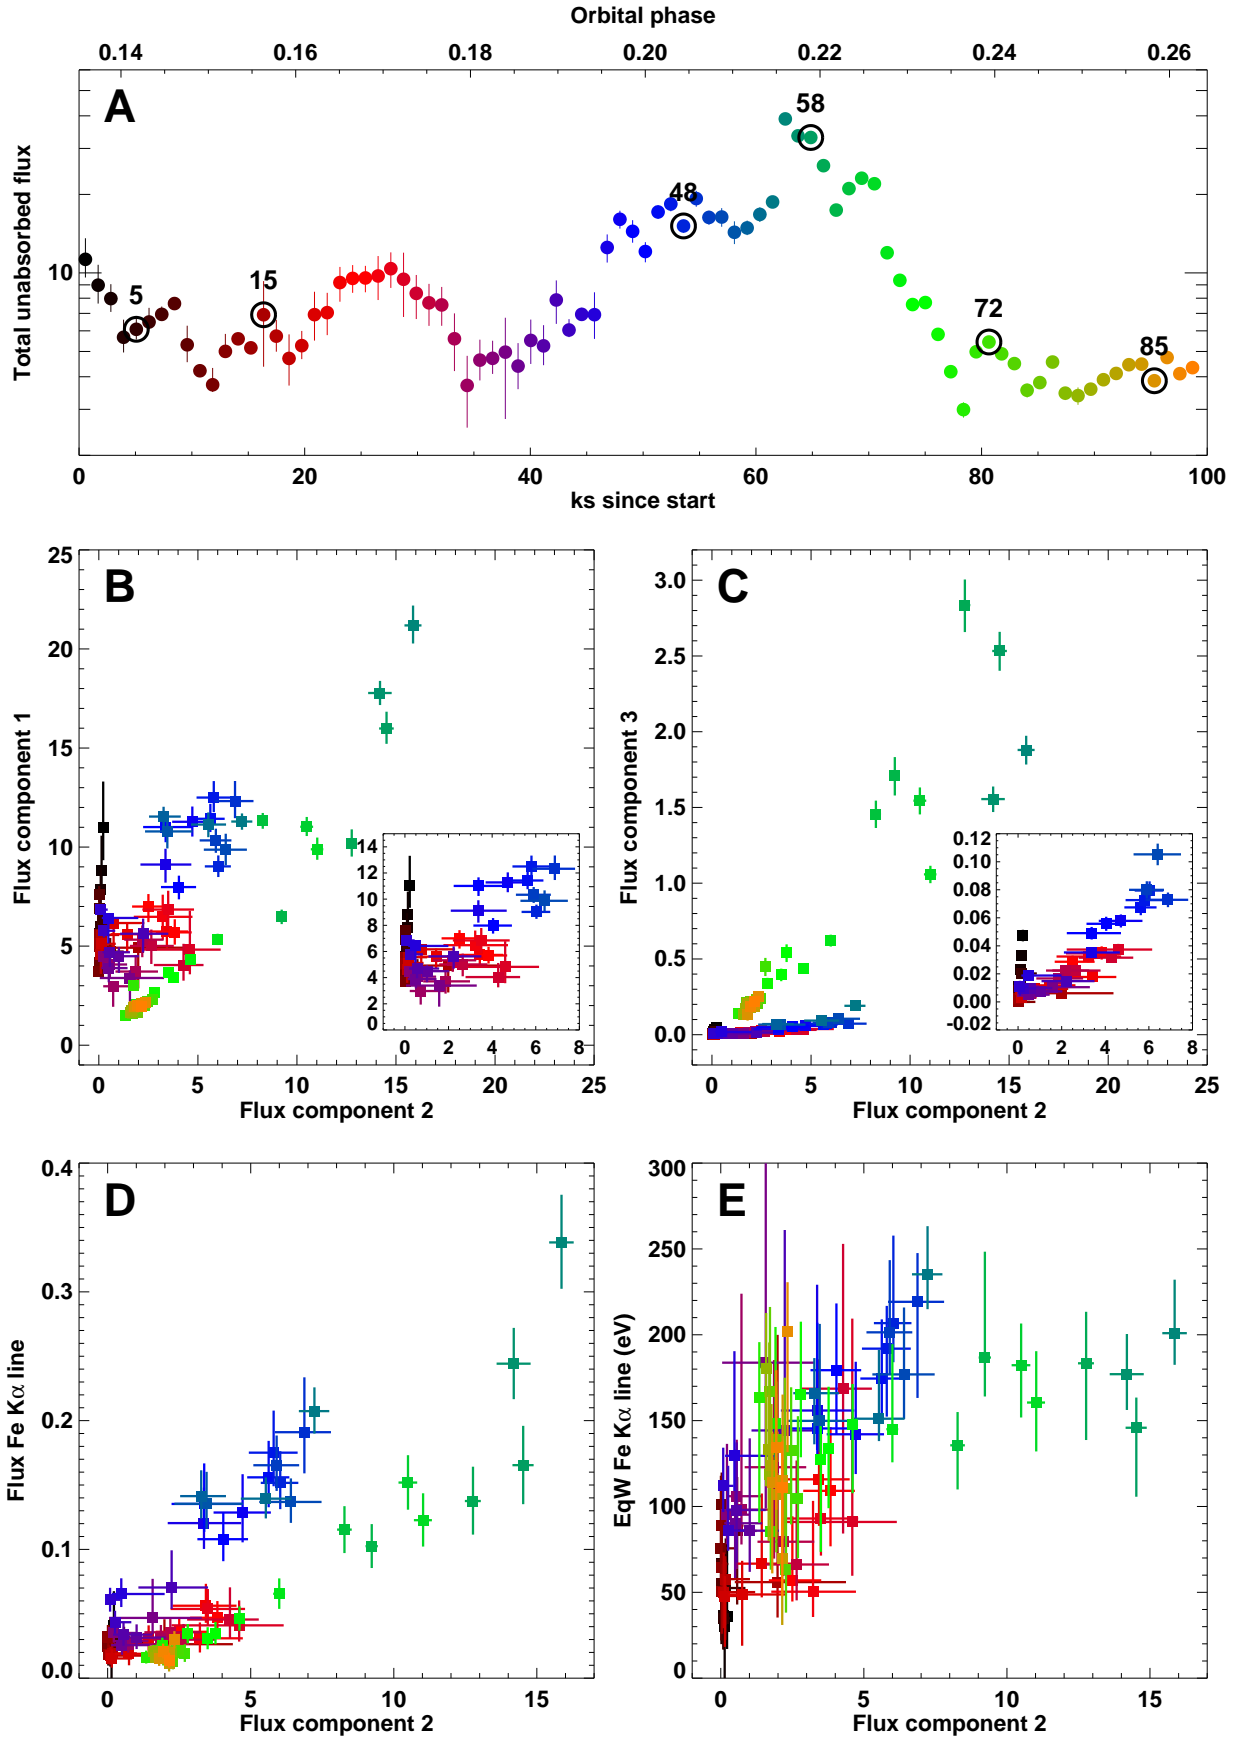 Orbital phase
0.14 0.16 0.18 0.20 0.22 0.24 0.26
A
Total unabsorbed flux
10
5 15 48 58 72 85
0 20 40 60 80 100
ks since start
B
Flux component 1
25
20
15
10
5
0
14
12
10
8
6
4
2
0
0 2 4 6 8
0 5 10 15 20 25
Flux component 2
C
Flux component 3
3.0
2.5
2.0
1.5
1.0
0.5
0.0
0.12
0.10
0.08
0.06
0.04
0.02
0.00
-0.02
0 2 4 6 8
0 5 10 15 20 25
Flux component 2
D
Flux Fe Kα line
0.4
0.3
0.2
0.1
0.0
0 5 10 15
Flux component 2
E
EqW Fe Kα line (eV)
300
250
200
150
100
50
0
0 5 10 15
Flux component 2